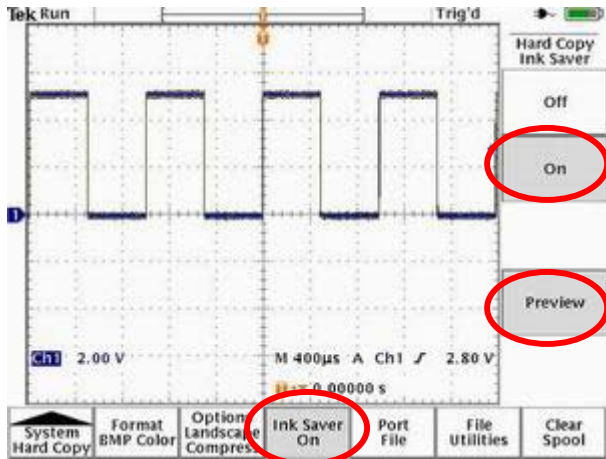 Tek Run
Trig'd
Hard Copy
Ink Saver
Off
On
Preview
1
Ch1 2.00 V
M 400µs A Ch1 2.80 V
0.00000 s
System
Hard Copy
Format
BMP Color
Option
Landscape
Compress
Ink Saver
On
Port
File
File
Utilities
Clear
Spool